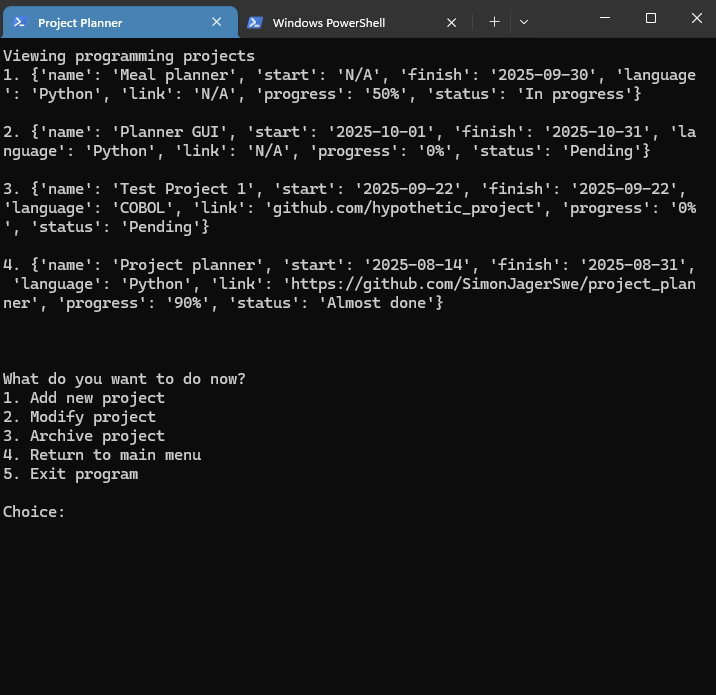 Project Planner
Windows PowerShell
Viewing programming projects
1. {'name': 'Meal planner', 'start': 'N/A', 'finish': '2025-09-30', 'language
': 'Python', 'link': 'N/A', 'progress': '50%', 'status': 'In progress'}
2. {'name': 'Planner GUI', 'start': '2025-10-01', 'finish': '2025-10-31', 'la
nguage': 'Python', 'link': 'N/A', 'progress': '0%', 'status': 'Pending'}
3. {'name': 'Test Project 1', 'start': '2025-09-22', 'finish': '2025-09-22',
'language': 'COBOL', 'link': 'github.com/hypothetic_project', 'progress': '0%
', 'status': 'Pending'}
4. {'name': 'Project planner', 'start': '2025-08-14', 'finish': '2025-08-31',
'language': 'Python', 'link': 'https://github.com/SimonJagerSwe/project_plan
ner', 'progress': '90%', 'status': 'Almost done'}
What do you want to do now?
1. Add new project
2. Modify project
3. Archive project
4. Return to main menu
5. Exit program
Choice: